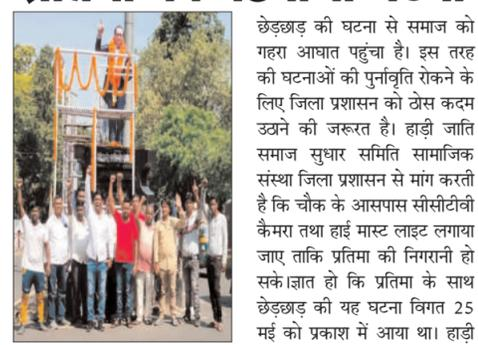 छेड़छाड़ की घटना से समाज को
गहरा आघात पहुंचा है। इस तरह
की घटनाओं की पुर्नावृति रोकने के
लिए जिला प्रशासन को ठोस कदम
उठाने की जरूरत है। हाड़ी जाति
समाज सुधार समिति सामाजिक
संस्था जिला प्रशासन से मांग करती
है कि चौक के आसपास सीसीटीवी
कैमरा तथा हाई मास्ट लाइट लगाया
जाए ताकि प्रतिमा की निगरानी हो
सके।ज्ञात हो कि प्रतिमा के साथ
छेड़छाड़ की यह घटना विगत 25
मई को प्रकाश में आया था। हाड़ी